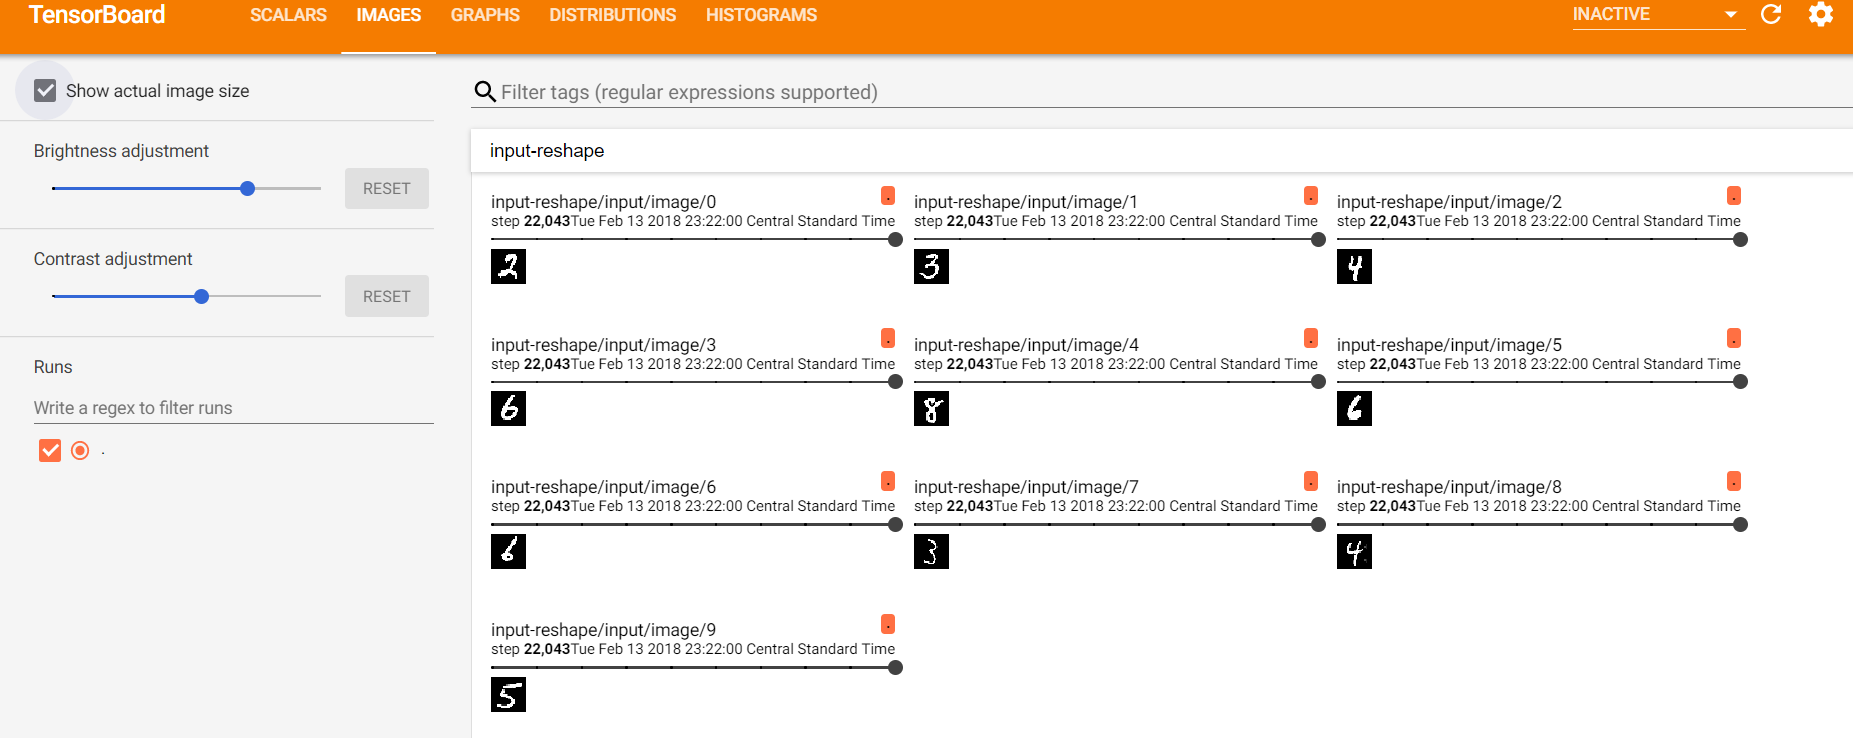 TensorBoard SCALARS IMAGES GRAPHS DISTRIBUTIONS HISTOGRAMS INACTIVE
Show actual image size
Brightness adjustment
RESET
Contrast adjustment
RESET
Runs
Write a regex to filter runs
.
Filter tags (regular expressions supported)
input-reshape
input-reshape/input/image/0 .
step 22,043Tue Feb 13 2018 23:22:00 Central Standard Time
2
input-reshape/input/image/1 .
step 22,043Tue Feb 13 2018 23:22:00 Central Standard Time
3
input-reshape/input/image/2 .
step 22,043Tue Feb 13 2018 23:22:00 Central Standard Time
4
input-reshape/input/image/3 .
step 22,043Tue Feb 13 2018 23:22:00 Central Standard Time
6
input-reshape/input/image/4 .
step 22,043Tue Feb 13 2018 23:22:00 Central Standard Time
8
input-reshape/input/image/5 .
step 22,043Tue Feb 13 2018 23:22:00 Central Standard Time
6
input-reshape/input/image/6 .
step 22,043Tue Feb 13 2018 23:22:00 Central Standard Time
6
input-reshape/input/image/7 .
step 22,043Tue Feb 13 2018 23:22:00 Central Standard Time
3
input-reshape/input/image/8 .
step 22,043Tue Feb 13 2018 23:22:00 Central Standard Time
4
input-reshape/input/image/9 .
step 22,043Tue Feb 13 2018 23:22:00 Central Standard Time
5